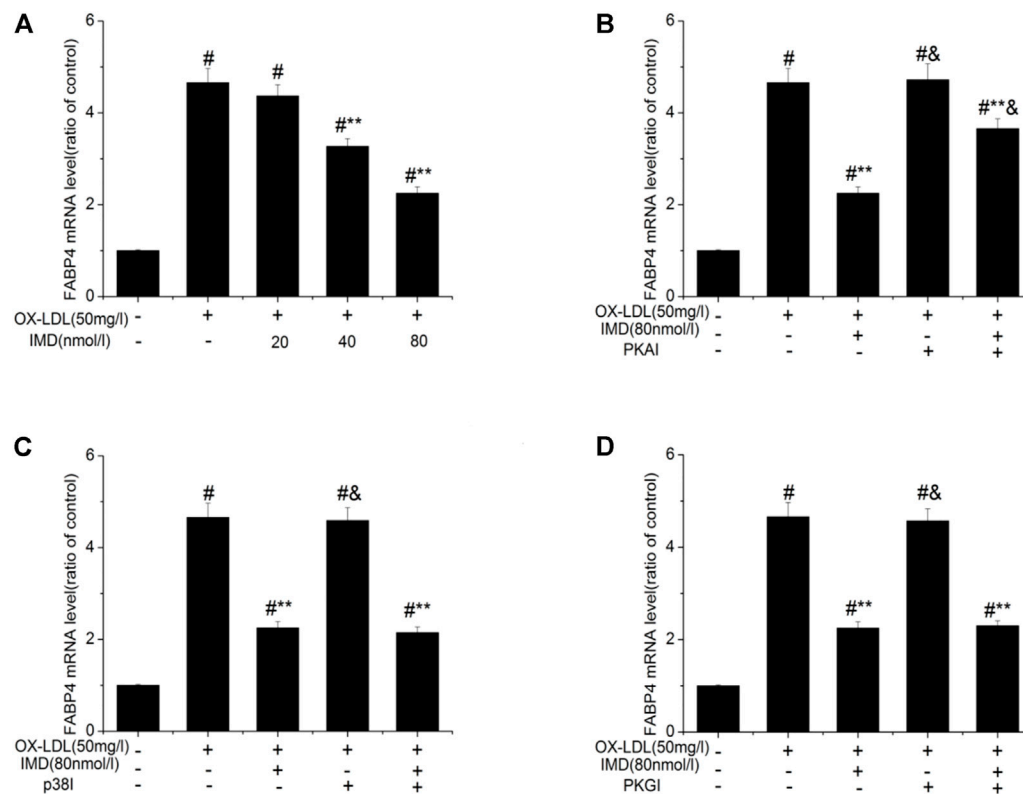 A
FABP4 mRNA level(ratio of control)
6
4
2
0
#
#
#**
#**
OX-LDL(50mg/l) - + + + +
IMD(nmol/l) - - 20 40 80
B
FABP4 mRNA level(ratio of control)
6
4
2
0
#
#**
#&
#**&
OX-LDL(50mg/l) - + + + +
IMD(80nmol/l) - - + - +
PKAI - - - + +
C
FABP4 mRNA level(ratio of control)
6
4
2
0
#
#**
#&
#**
OX-LDL(50mg/l) - + + + +
IMD(80nmol/l) - - + - +
p38I - - - + +
D
FABP4 mRNA level(ratio of control)
6
4
2
0
#
#**
#&
#**
OX-LDL(50mg/l) - + + + +
IMD(80nmol/l) - - + - +
PKGI - - - + +